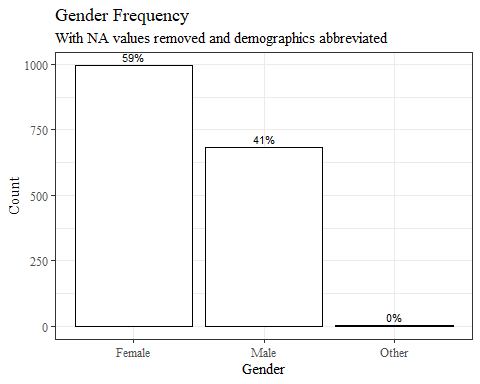 Gender Frequency
With NA values removed and demographics abbreviated
59%
41%
0%
1000
750
500
250
0
Count
Female Male Other
Gender